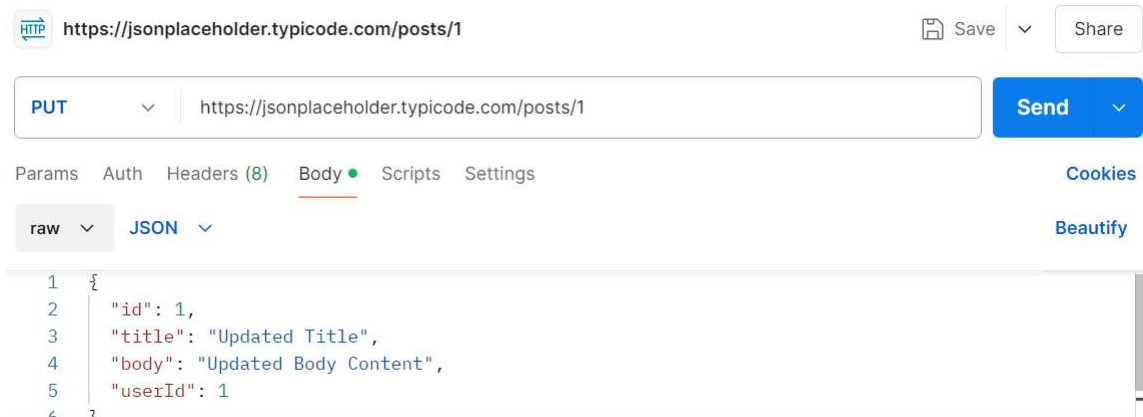 HTTP https://jsonplaceholder.typicode.com/posts/1 Save Share
PUT https://jsonplaceholder.typicode.com/posts/1 Send
Params Auth Headers (8) Body Scripts Settings Cookies
raw JSON Beautify
1 {
2 "id": 1,
3 "title": "Updated Title",
4 "body": "Updated Body Content",
5 "userId": 1
6 }